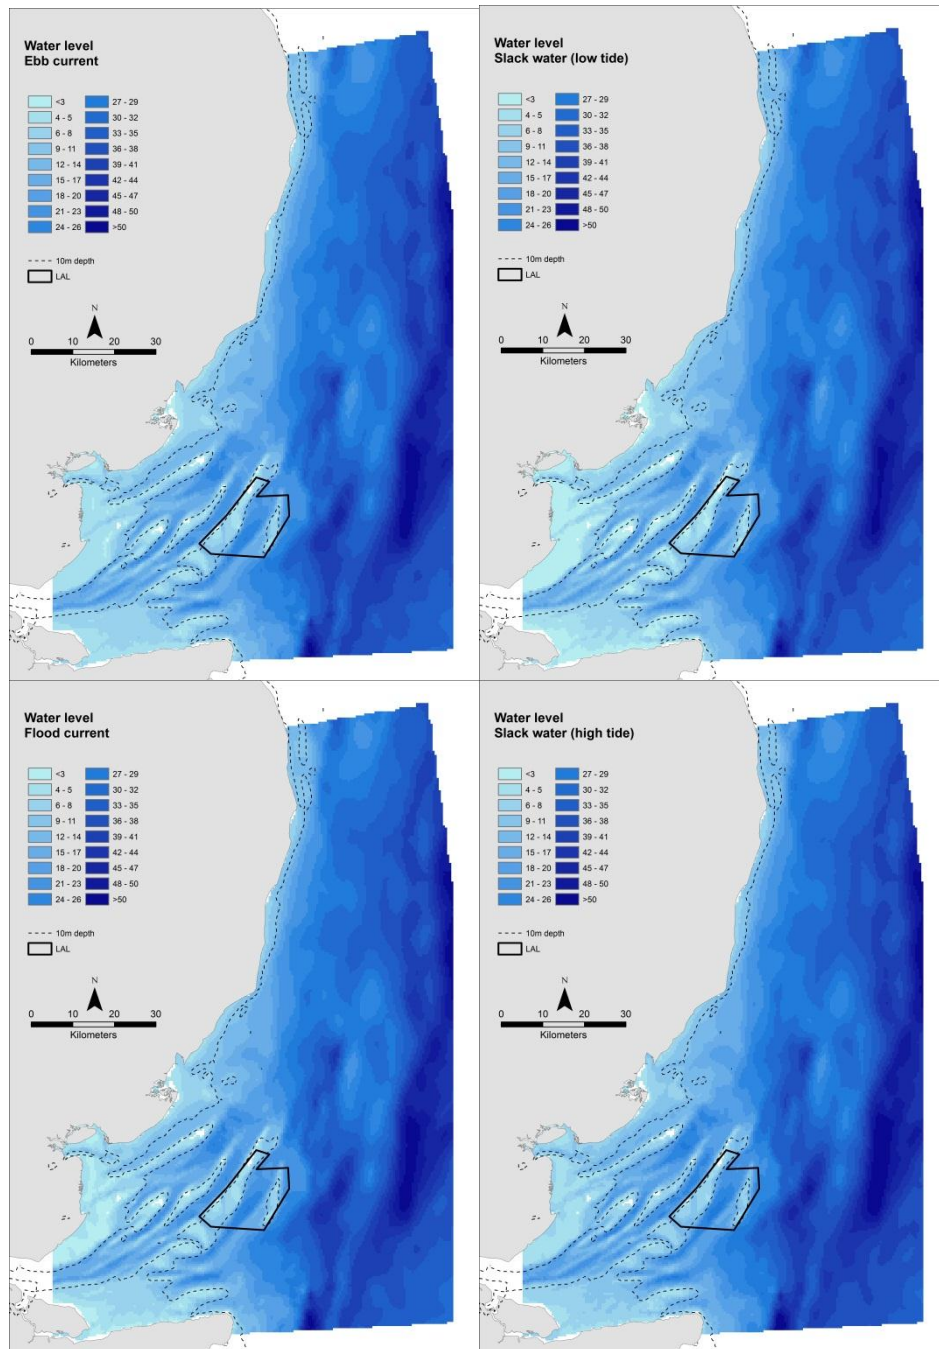 Water level
Ebb current
<3
4 - 5
6 - 8
9 - 11
12 - 14
15 - 17
18 - 20
21 - 23
24 - 26
27 - 29
30 - 32
33 - 35
36 - 38
39 - 41
42 - 44
45 - 47
48 - 50
>50
10m depth
LAL
N
0 10 20 30
Kilometers
Water level
Slack water (low tide)
<3
4 - 5
6 - 8
9 - 11
12 - 14
15 - 17
18 - 20
21 - 23
24 - 26
27 - 29
30 - 32
33 - 35
36 - 38
39 - 41
42 - 44
45 - 47
48 - 50
>50
10m depth
LAL
N
0 10 20 30
Kilometers
Water level
Flood current
<3
4 - 5
6 - 8
9 - 11
12 - 14
15 - 17
18 - 20
21 - 23
24 - 26
27 - 29
30 - 32
33 - 35
36 - 38
39 - 41
42 - 44
45 - 47
48 - 50
>50
10m depth
LAL
N
0 10 20 30
Kilometers
Water level
Slack water (high tide)
<3
4 - 5
6 - 8
9 - 11
12 - 14
15 - 17
18 - 20
21 - 23
24 - 26
27 - 29
30 - 32
33 - 35
36 - 38
39 - 41
42 - 44
45 - 47
48 - 50
>50
10m depth
LAL
N
0 10 20 30
Kilometers